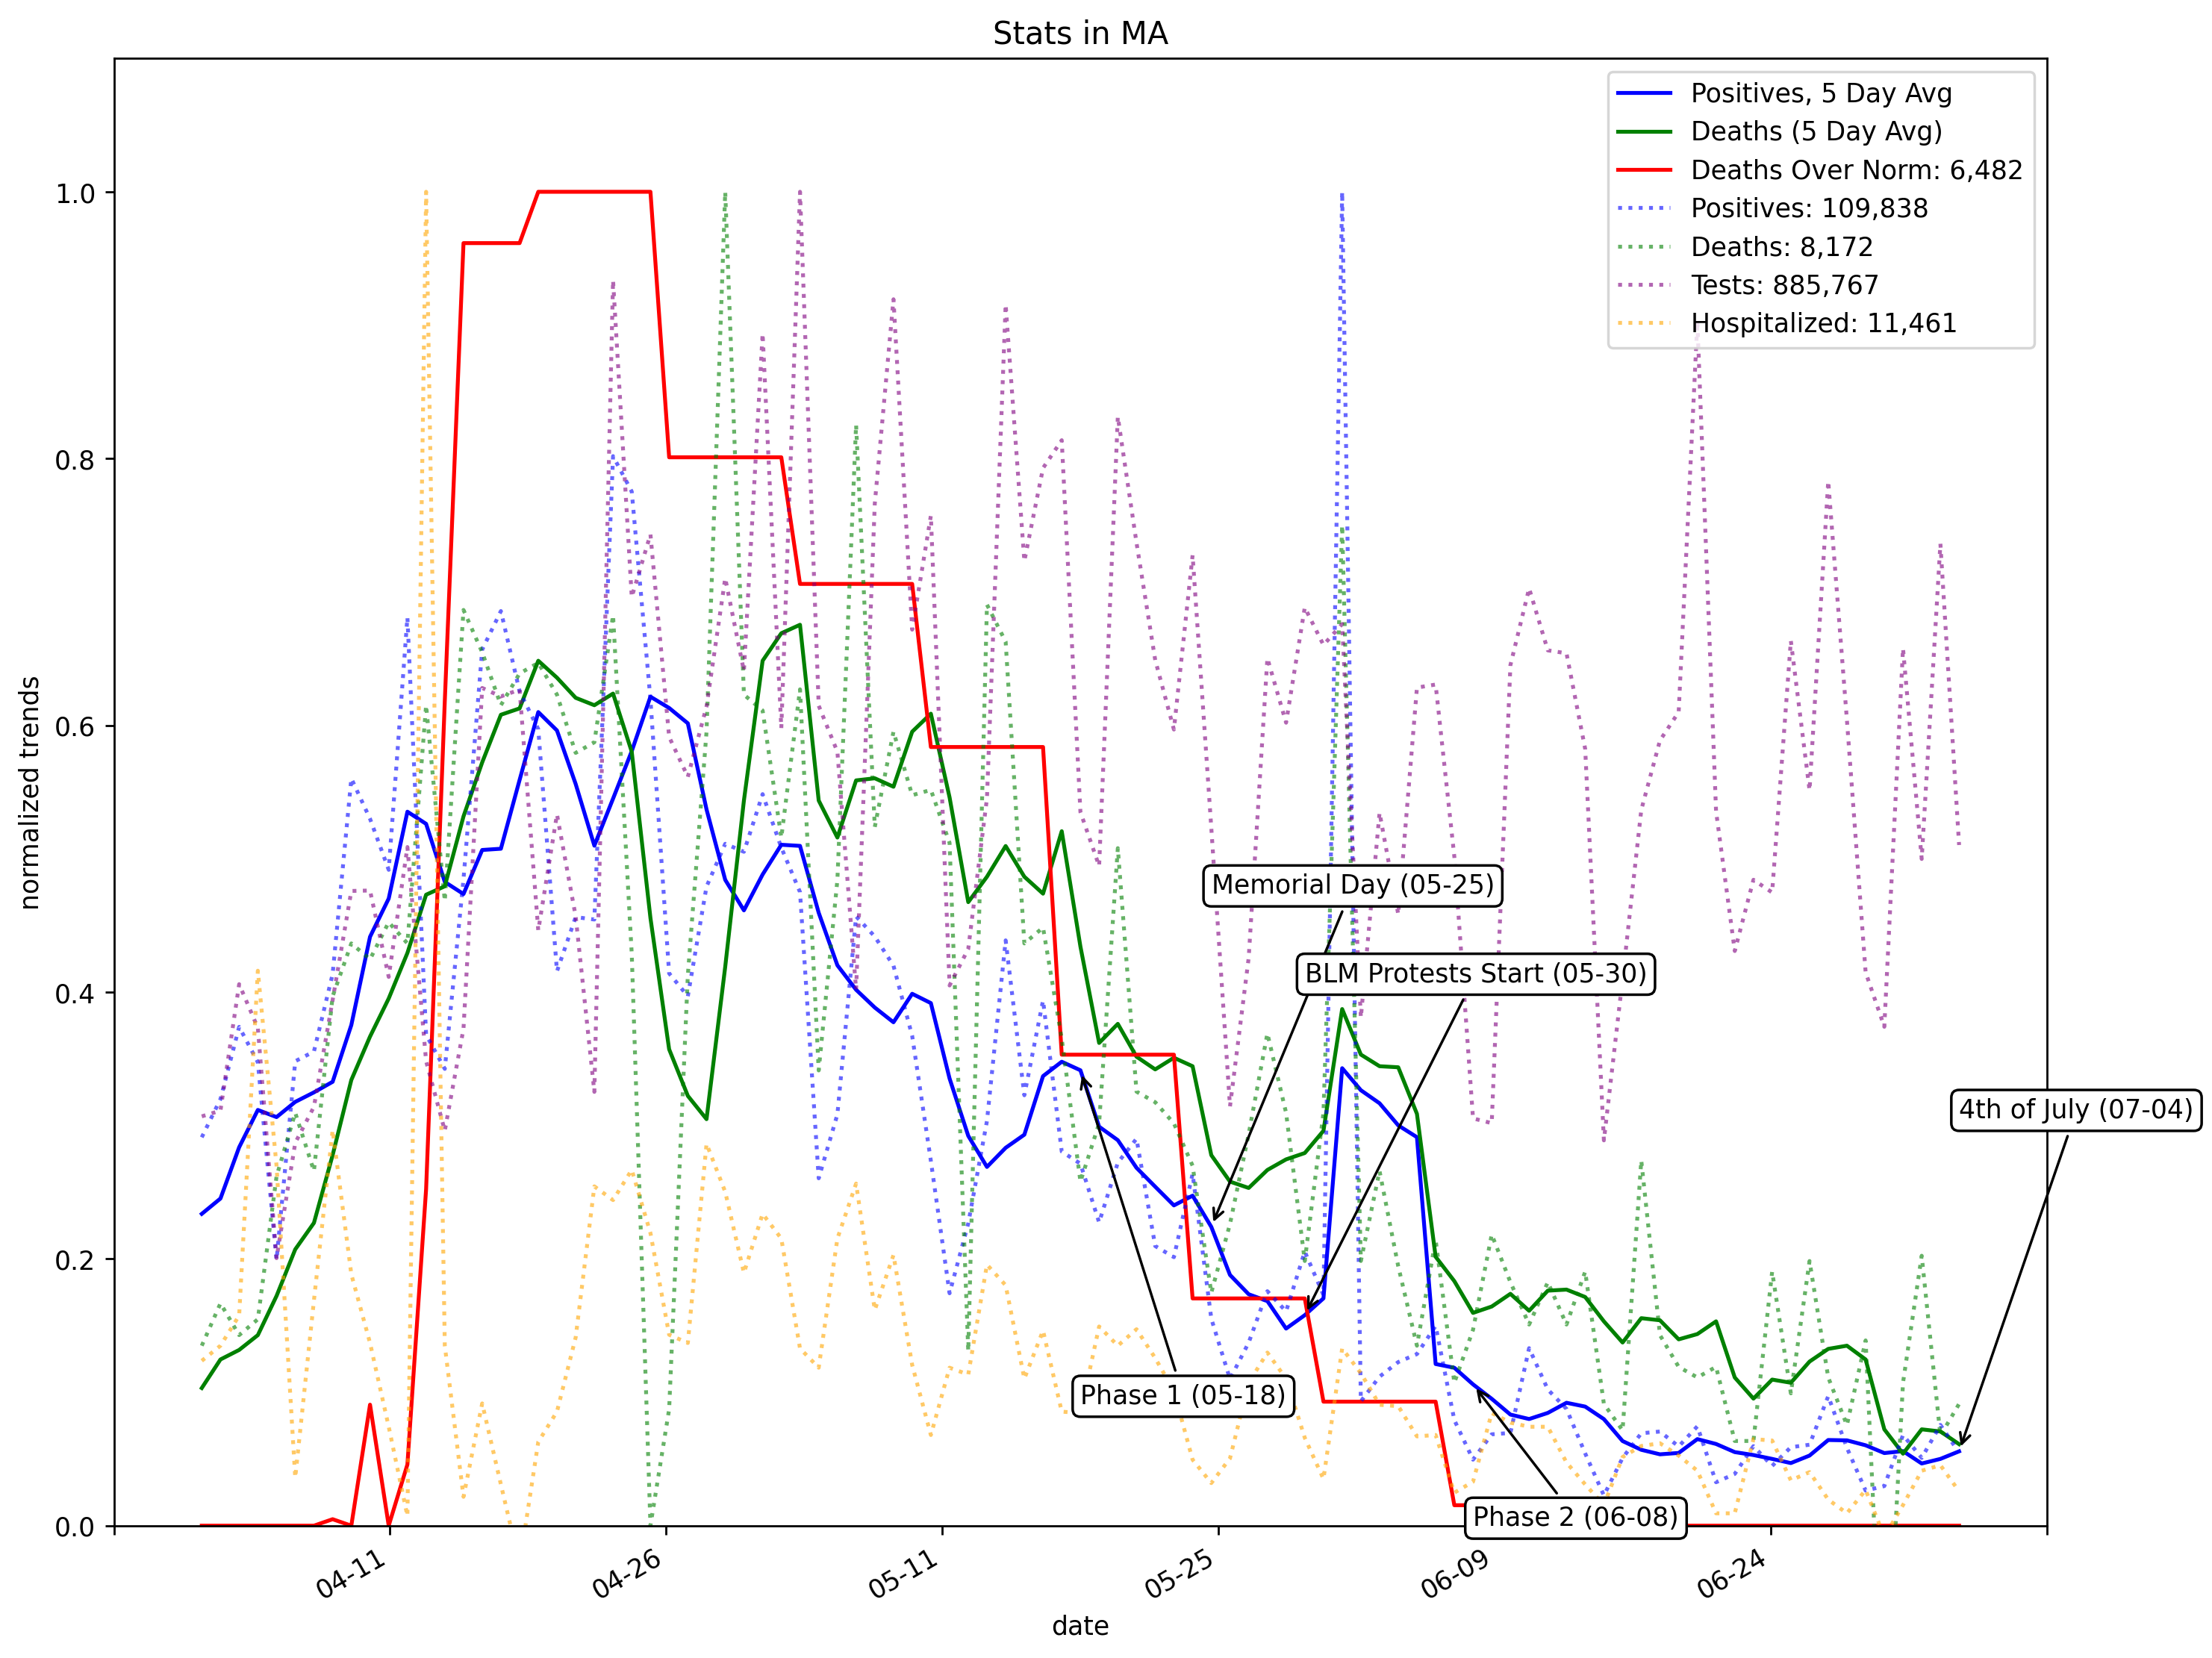 Stats in MA
Positives, 5 Day Avg
Deaths (5 Day Avg)
Deaths Over Norm: 6,482
Positives: 109,838
Deaths: 8,172
Tests: 885,767
Hospitalized: 11,461
1.0
0.8
0.6
0.4
0.2
0.0
normalized trends
Memorial Day (05-25)
BLM Protests Start (05-30)
4th of July (07-04)
Phase 1 (05-18)
Phase 2 (06-08)
04-11
04-26
05-11
05-25
06-09
06-24
date